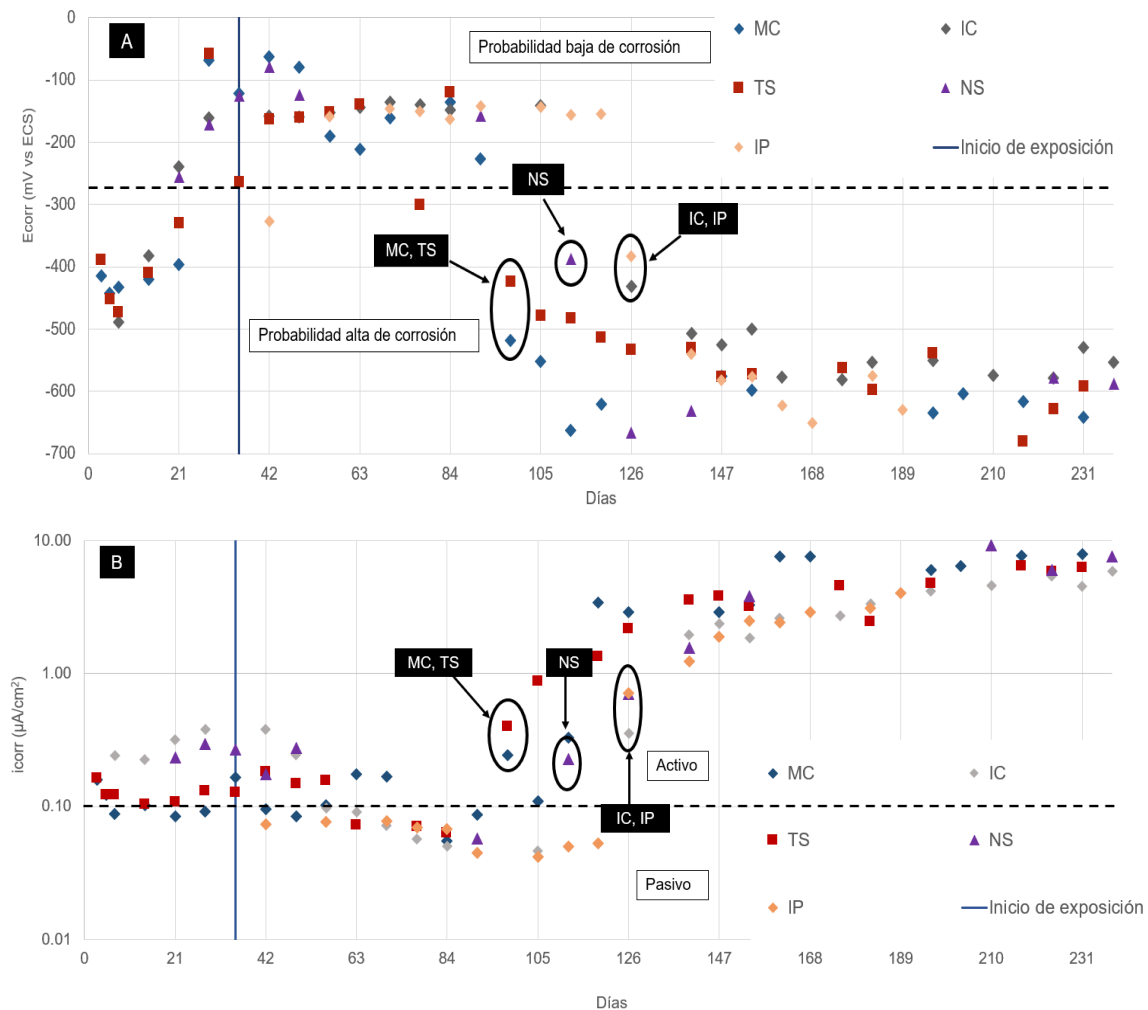 A
Probabilidad baja de corrosión
MC
IC
TS
NS
IP
Inicio de exposición
Ecorr (mV vs ECS)
0
-100
-200
-300
-400
-500
-600
-700
NS
IC, IP
MC, TS
Probabilidad alta de corrosión
0 21 42 63 84 105 126 147 168 189 210 231
Días
B
icorr (µA/cm²)
10.00
1.00
0.10
0.01
MC, TS
NS
Activo
IC, IP
Pasivo
MC
IC
TS
NS
IP
Inicio de exposición
0 21 42 63 84 105 126 147 168 189 210 231
Días